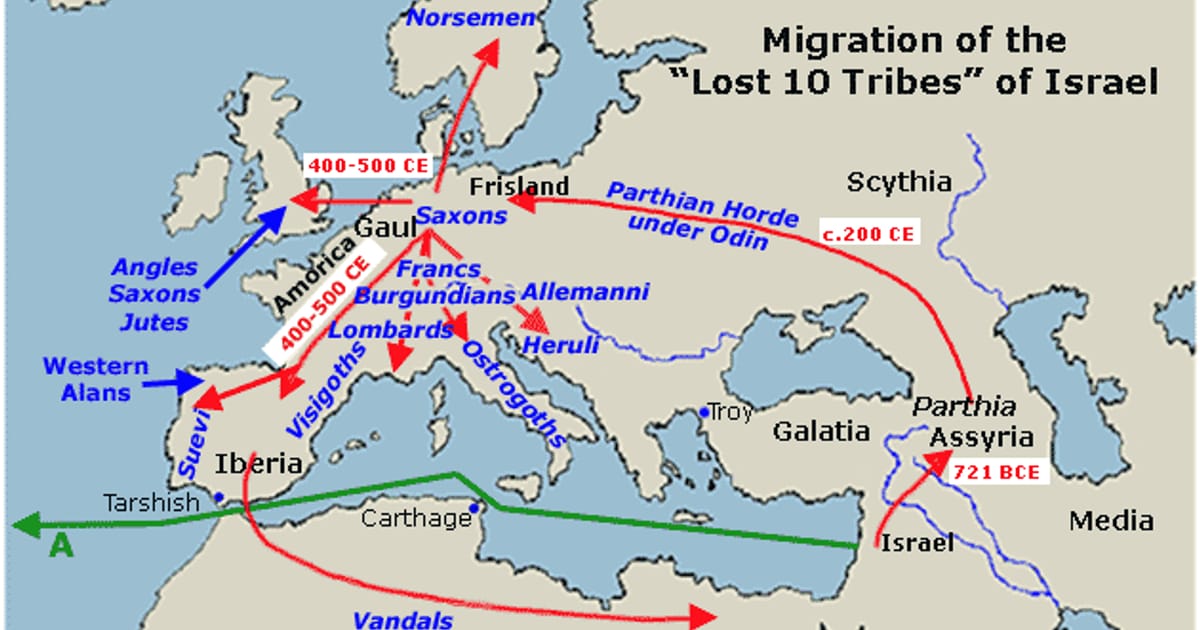 Norsemen
Migration of the
“Lost 10 Tribes” of Israel
400-500 CE
Frisland
Scythia
Parthian Horde
under Odin
c.200 CE
Gaul
Saxons
Amorica
400-500 CE
Angles
Saxons
Jutes
Francs
Burgundians
Allemanni
Lombards
Heruli
Western
Alans
Visigoths
Ostrogoths
Suevi
Parthia
Troy
Galatia
Assyria
721 BCE
Iberia
Tarshish
Carthage
Media
Israel
A
Vandals